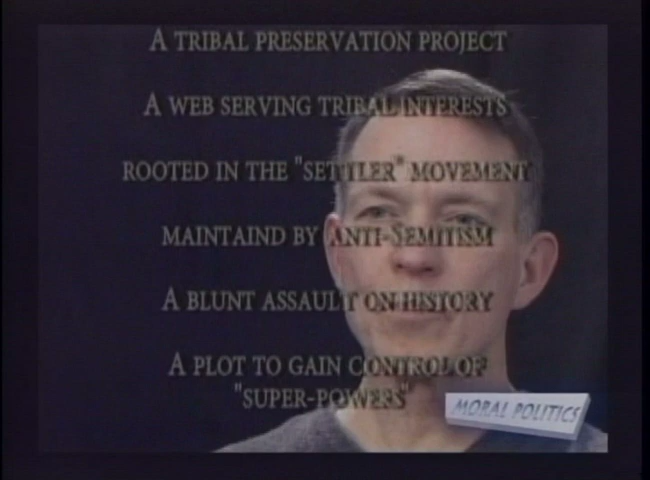 A TRIBAL PRESERVATION PROJECT
A WEB SERVING TRIBAL INTERESTS
ROOTED IN THE "SETTLER" MOVEMENT
MAINTAIND BY ANTI-SEMITISM
A BLUNT ASSAULT ON HISTORY
A PLOT TO GAIN CONTROL OF
"SUPER-POWERS"
MORAL POLITICS